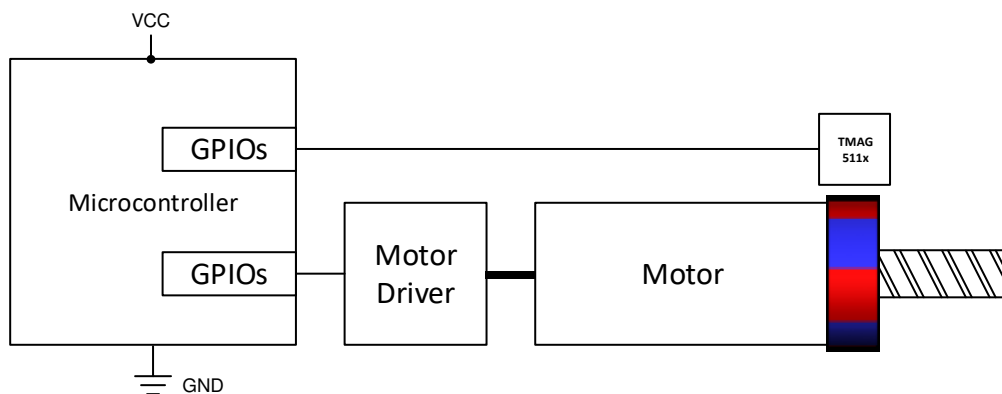 VCC
GPIOs
TMAG
511x
Microcontroller
GPIOs
Motor
Driver
Motor
GND